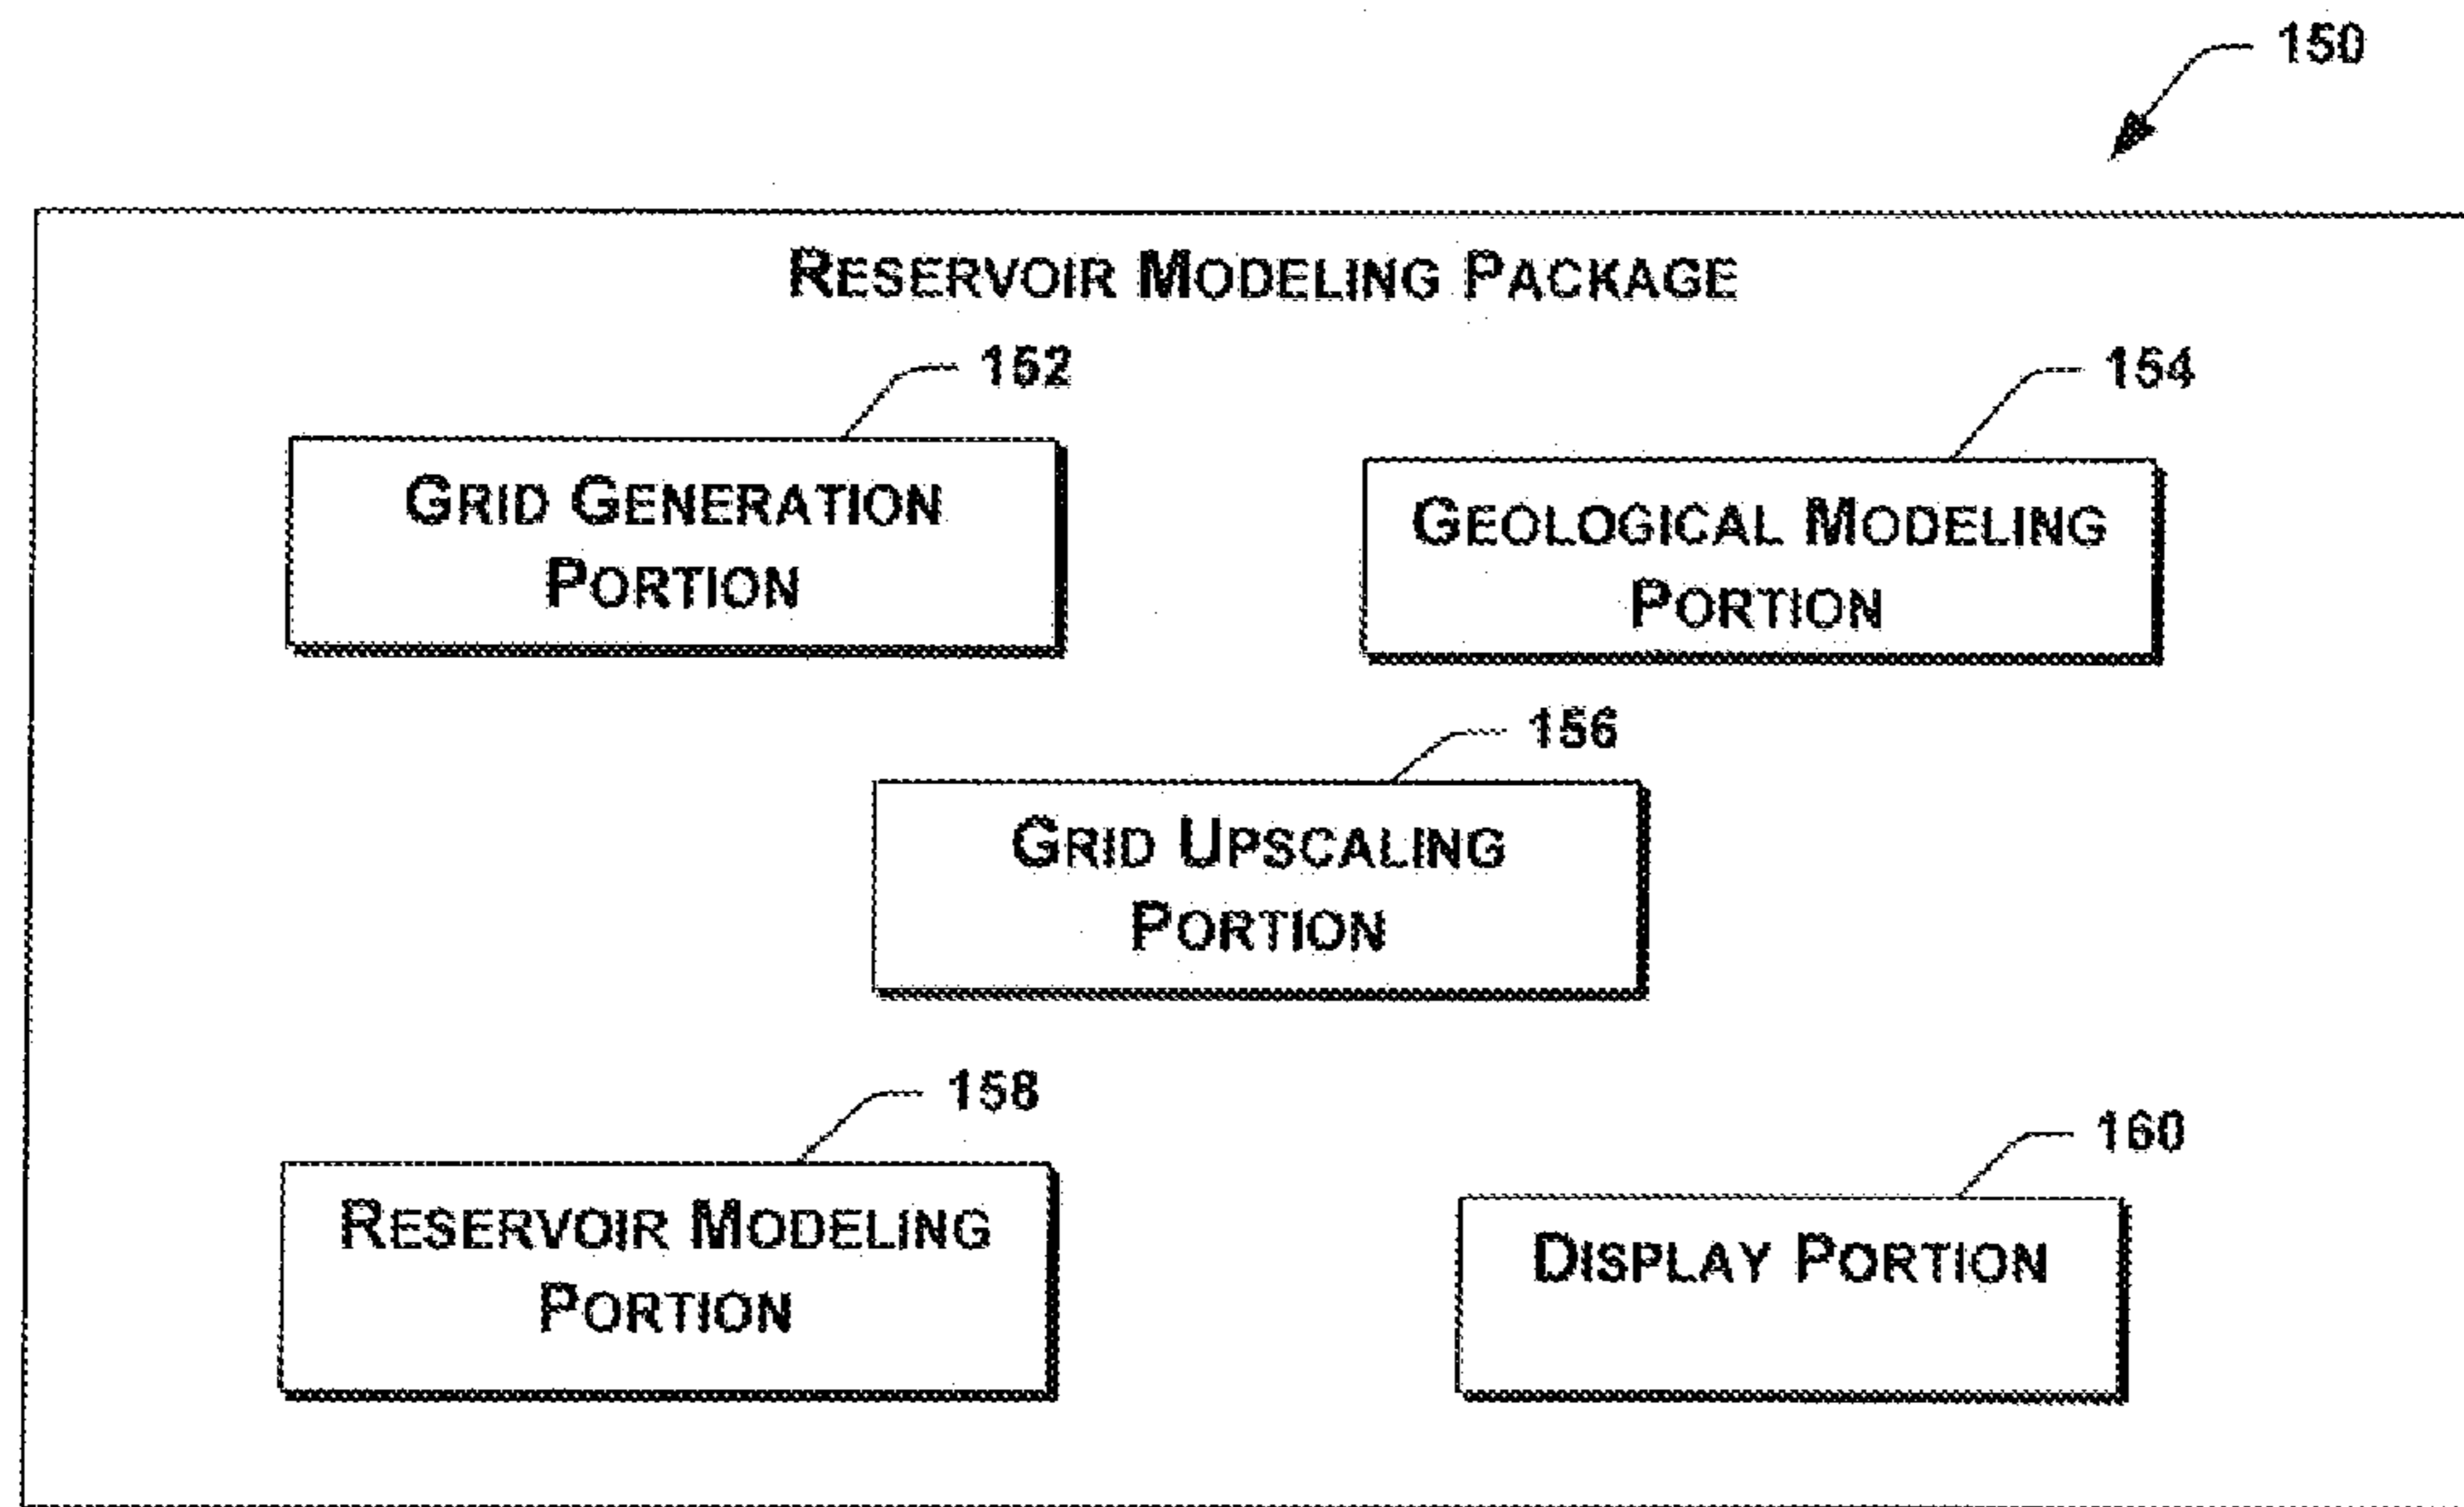 150
RESERVOIR MODELING PACKAGE
152
154
GRID GENERATION
PORTION
GEOLOGICAL MODELING
PORTION
156
GRID UPSCALING
PORTION
158
160
RESERVOIR MODELING
PORTION
DISPLAY PORTION